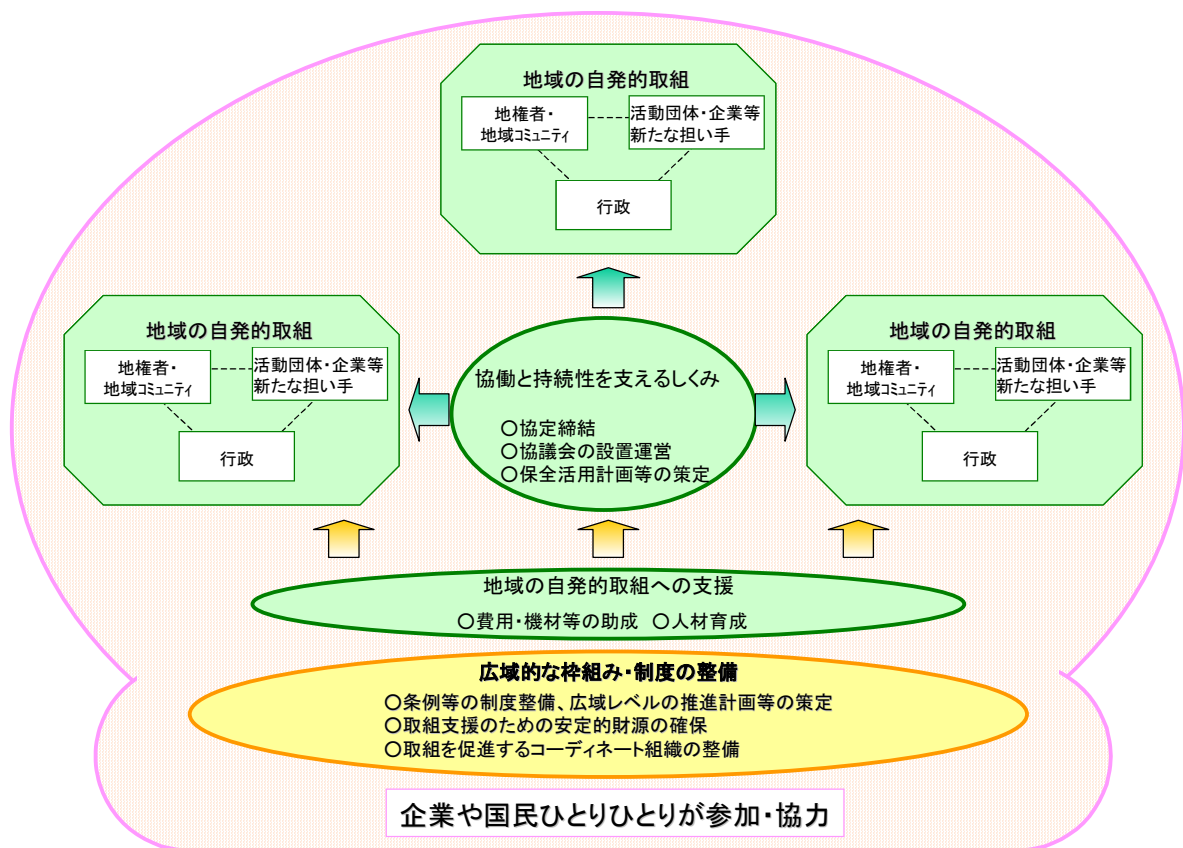 地域の自発的取組
地権者・
地域コミュニティ
活動団体・企業等
新たな担い手
行政
地域の自発的取組
地権者・
地域コミュニティ
活動団体・企業等
新たな担い手
行政
協働と持続性を支えるしくみ
○協定締結
○協議会の設置運営
○保全活用計画等の策定
地域の自発的取組
地権者・
地域コミュニティ
活動団体・企業等
新たな担い手
行政
地域の自発的取組への支援
○費用・機材等の助成 ○人材育成
広域的な枠組み・制度の整備
○条例等の制度整備、広域レベルの推進計画等の策定
○取組支援のための安定的財源の確保
○取組を促進するコーディネート組織の整備
企業や国民ひとりひとりが参加・協力